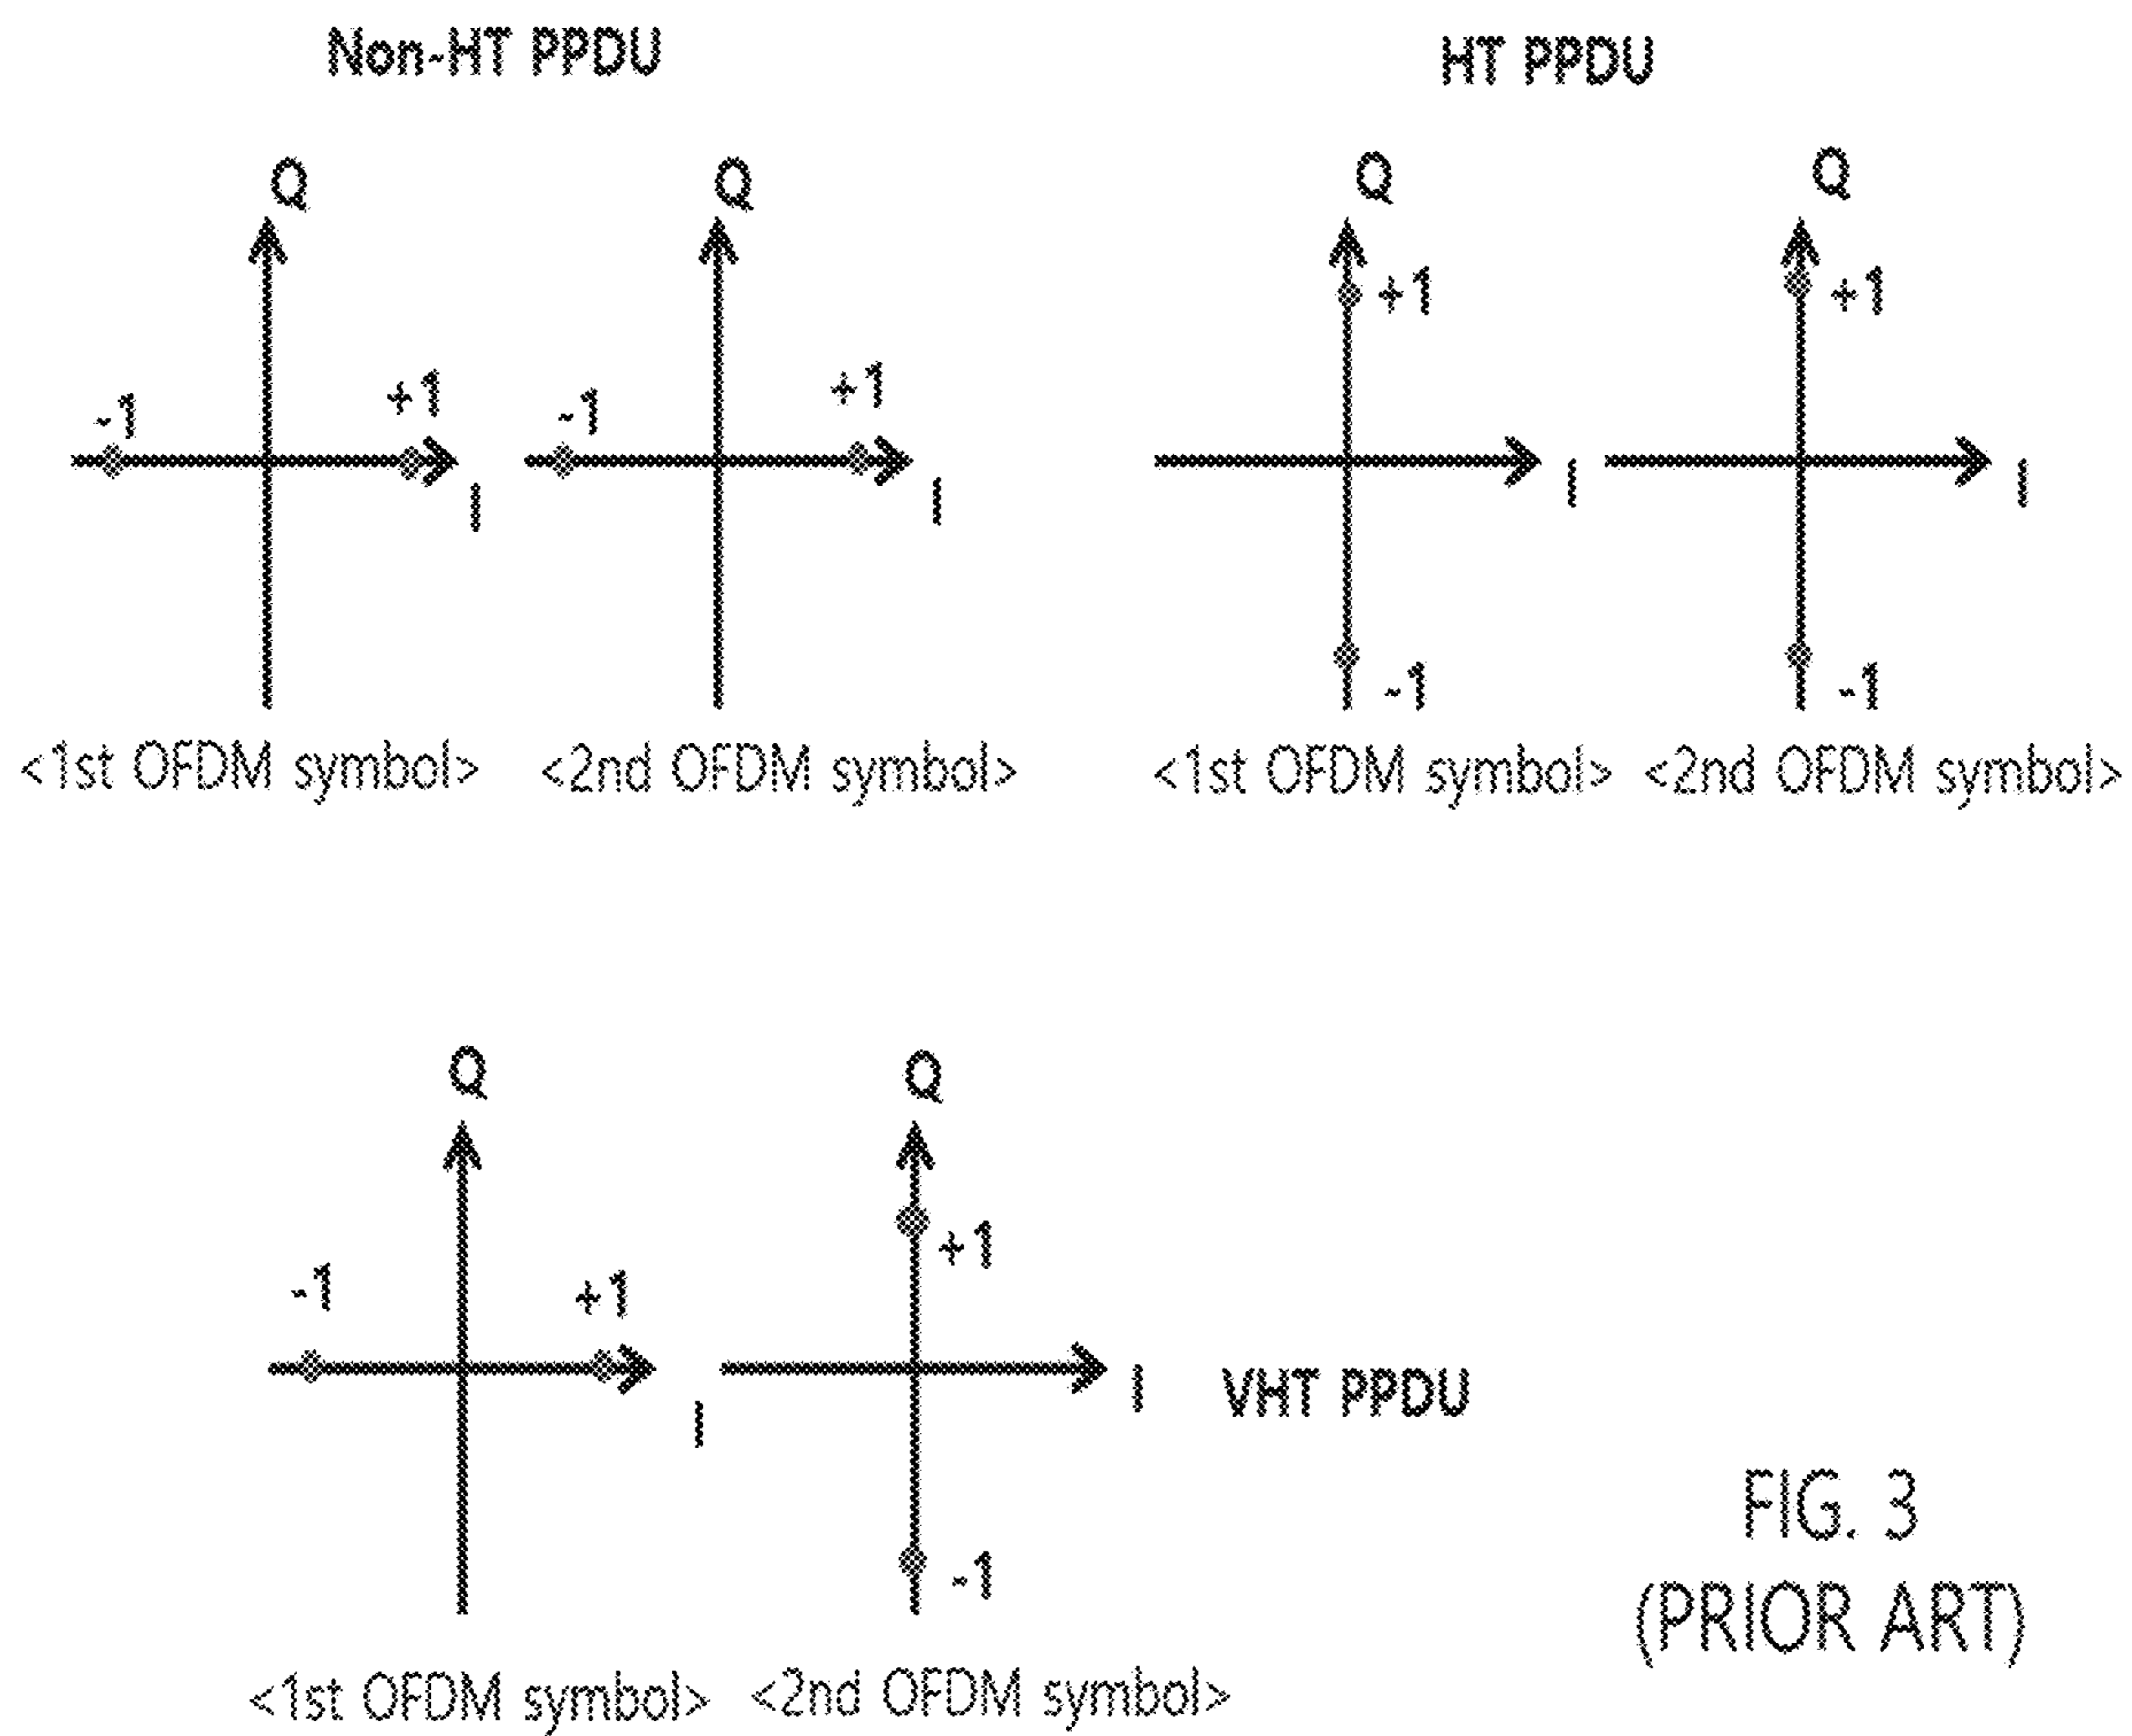 Non-HT PPDU
HT PPDU
Q
Q
Q
Q
+1
+1
-1
+1
-1
+1
I
I
I
I
-1
-1
<1st OFDM symbol>
<2nd OFDM symbol>
<1st OFDM symbol>
<2nd OFDM symbol>
Q
Q
+1
-1
+1
I
I
VHT PPDU
-1
<1st OFDM symbol>
<2nd OFDM symbol>
FIG. 3
(PRIOR ART)